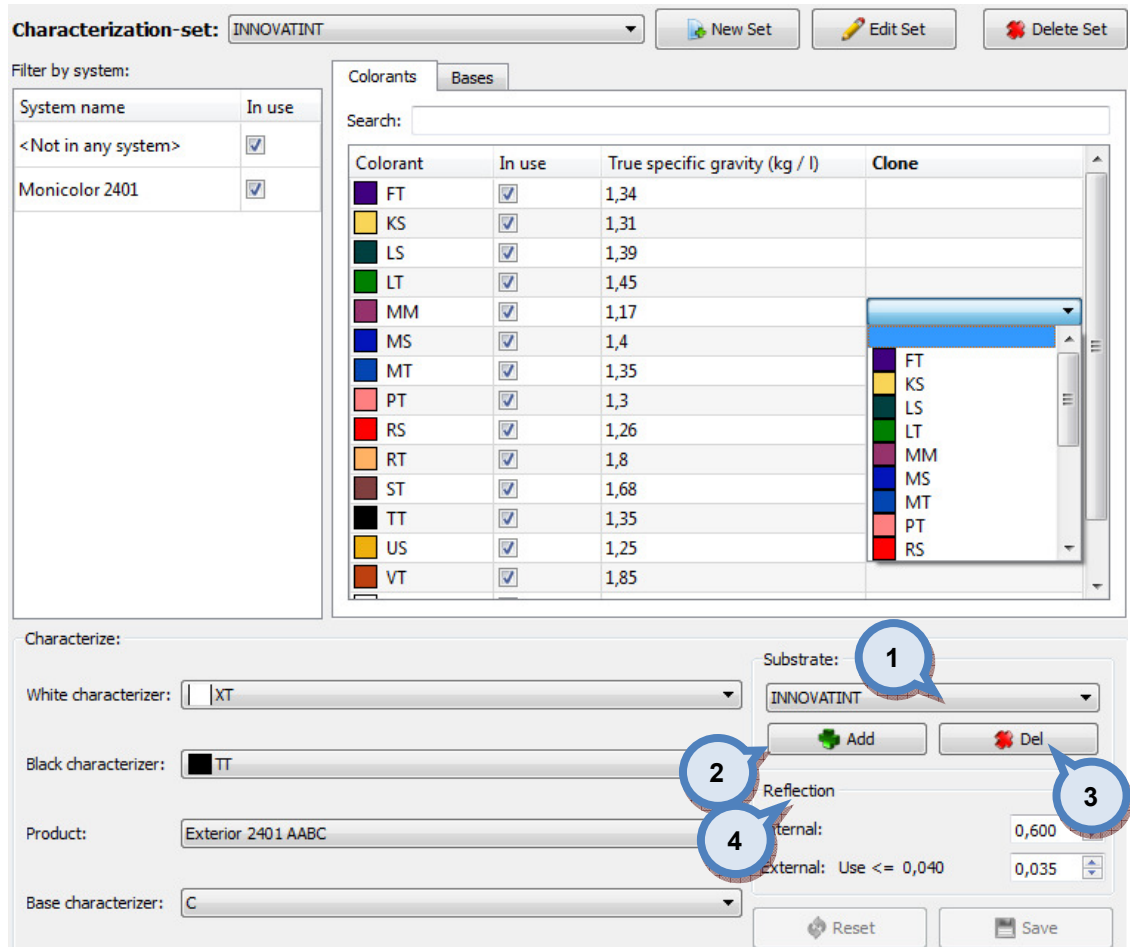 Characterization-set: INNOVATINT New Set Edit Set Delete Set
Filter by system:
System name In use
<Not in any system>
Monicolor 2401
Colorants Bases
Search:
Colorant In use True specific gravity (kg / l) Clone
FT 1,34
KS 1,31
LS 1,39
LT 1,45
MM 1,17
MS 1,4
MT 1,35
PT 1,3
RS 1,26
RT 1,8
ST 1,68
TT 1,35
US 1,25
VT 1,85
FT
KS
LS
LT
MM
MS
MT
PT
RS
Characterize:
White characterizer: XT
Black characterizer: TT
Product: Exterior 2401 AABC
Base characterizer: C
Substrate:
1
INNOVATINT
Add Del
2
3
Reflection
4
ternal: 0,600
External: Use <= 0,040 0,035
Reset Save